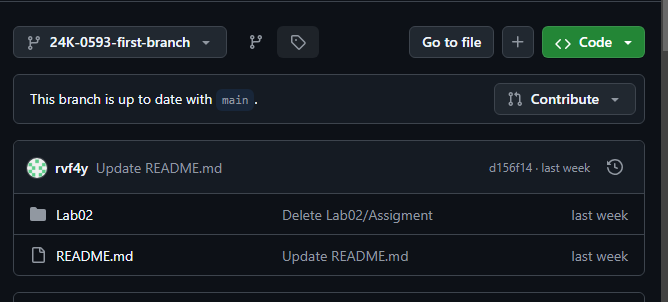 24K-0593-first-branch
Go to file
Code
This branch is up to date with main.
Contribute
rvf4y Update README.md d156f14 · last week
Lab02 Delete Lab02/Assigment last week
README.md Update README.md last week